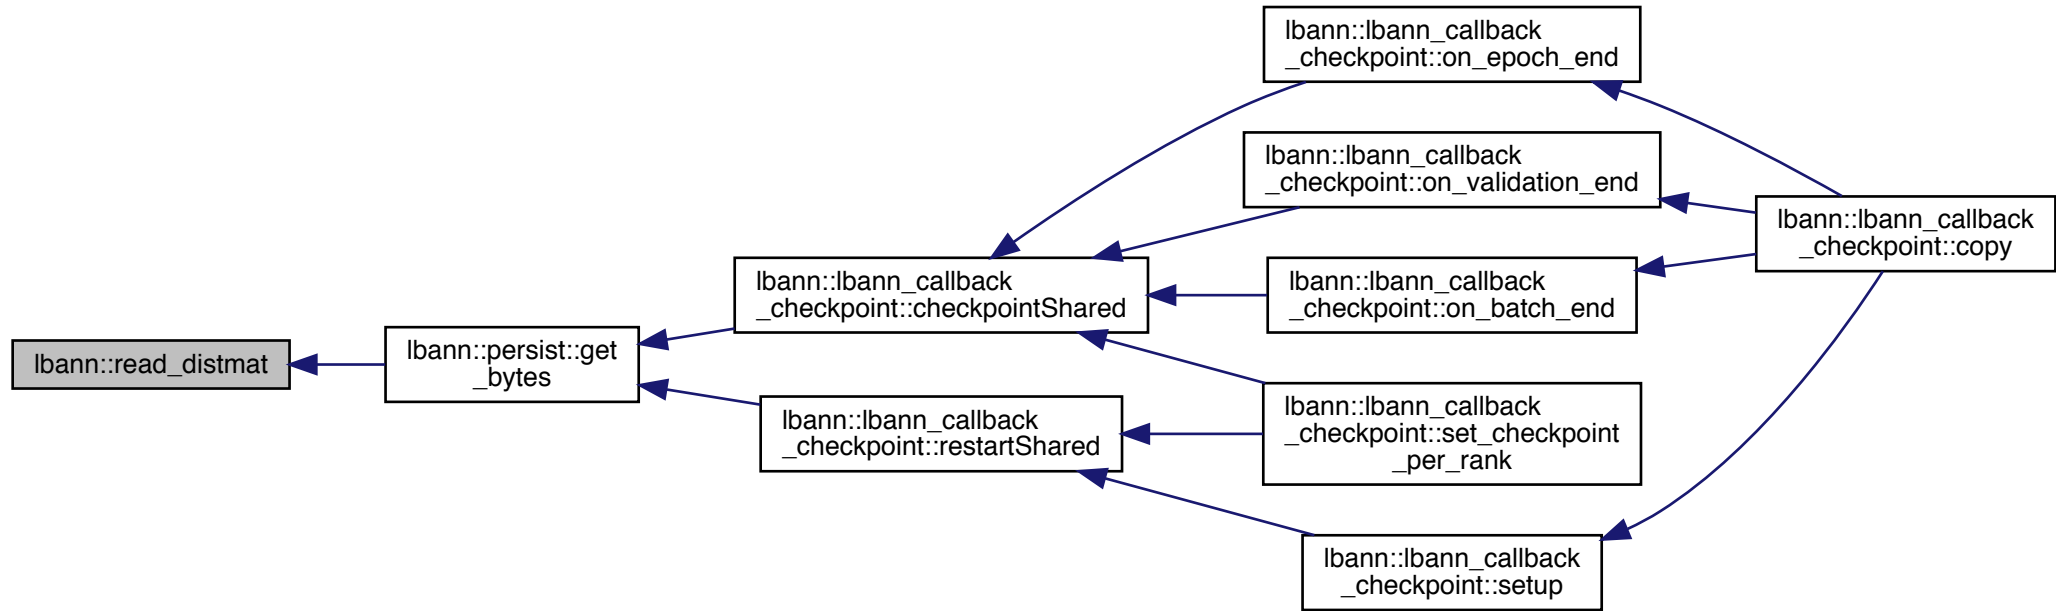 lbann::lbann_callback
_checkpoint::on_epoch_end
lbann::lbann_callback
_checkpoint::on_validation_end
lbann::lbann_callback
_checkpoint::copy
lbann::lbann_callback
_checkpoint::checkpointShared
lbann::lbann_callback
_checkpoint::on_batch_end
lbann::read_distmat
lbann::persist::get
_bytes
lbann::lbann_callback
_checkpoint::restartShared
lbann::lbann_callback
_checkpoint::set_checkpoint
_per_rank
lbann::lbann_callback
_checkpoint::setup